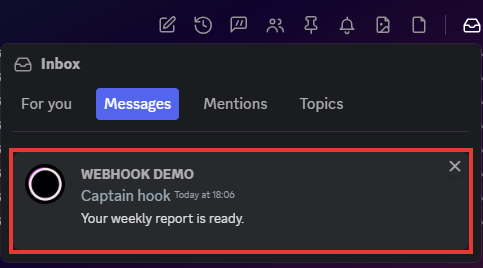 Inbox
For you Messages Mentions Topics
WEBHOOK DEMO
Captain hook Today at 18:06
Your weekly report is ready.